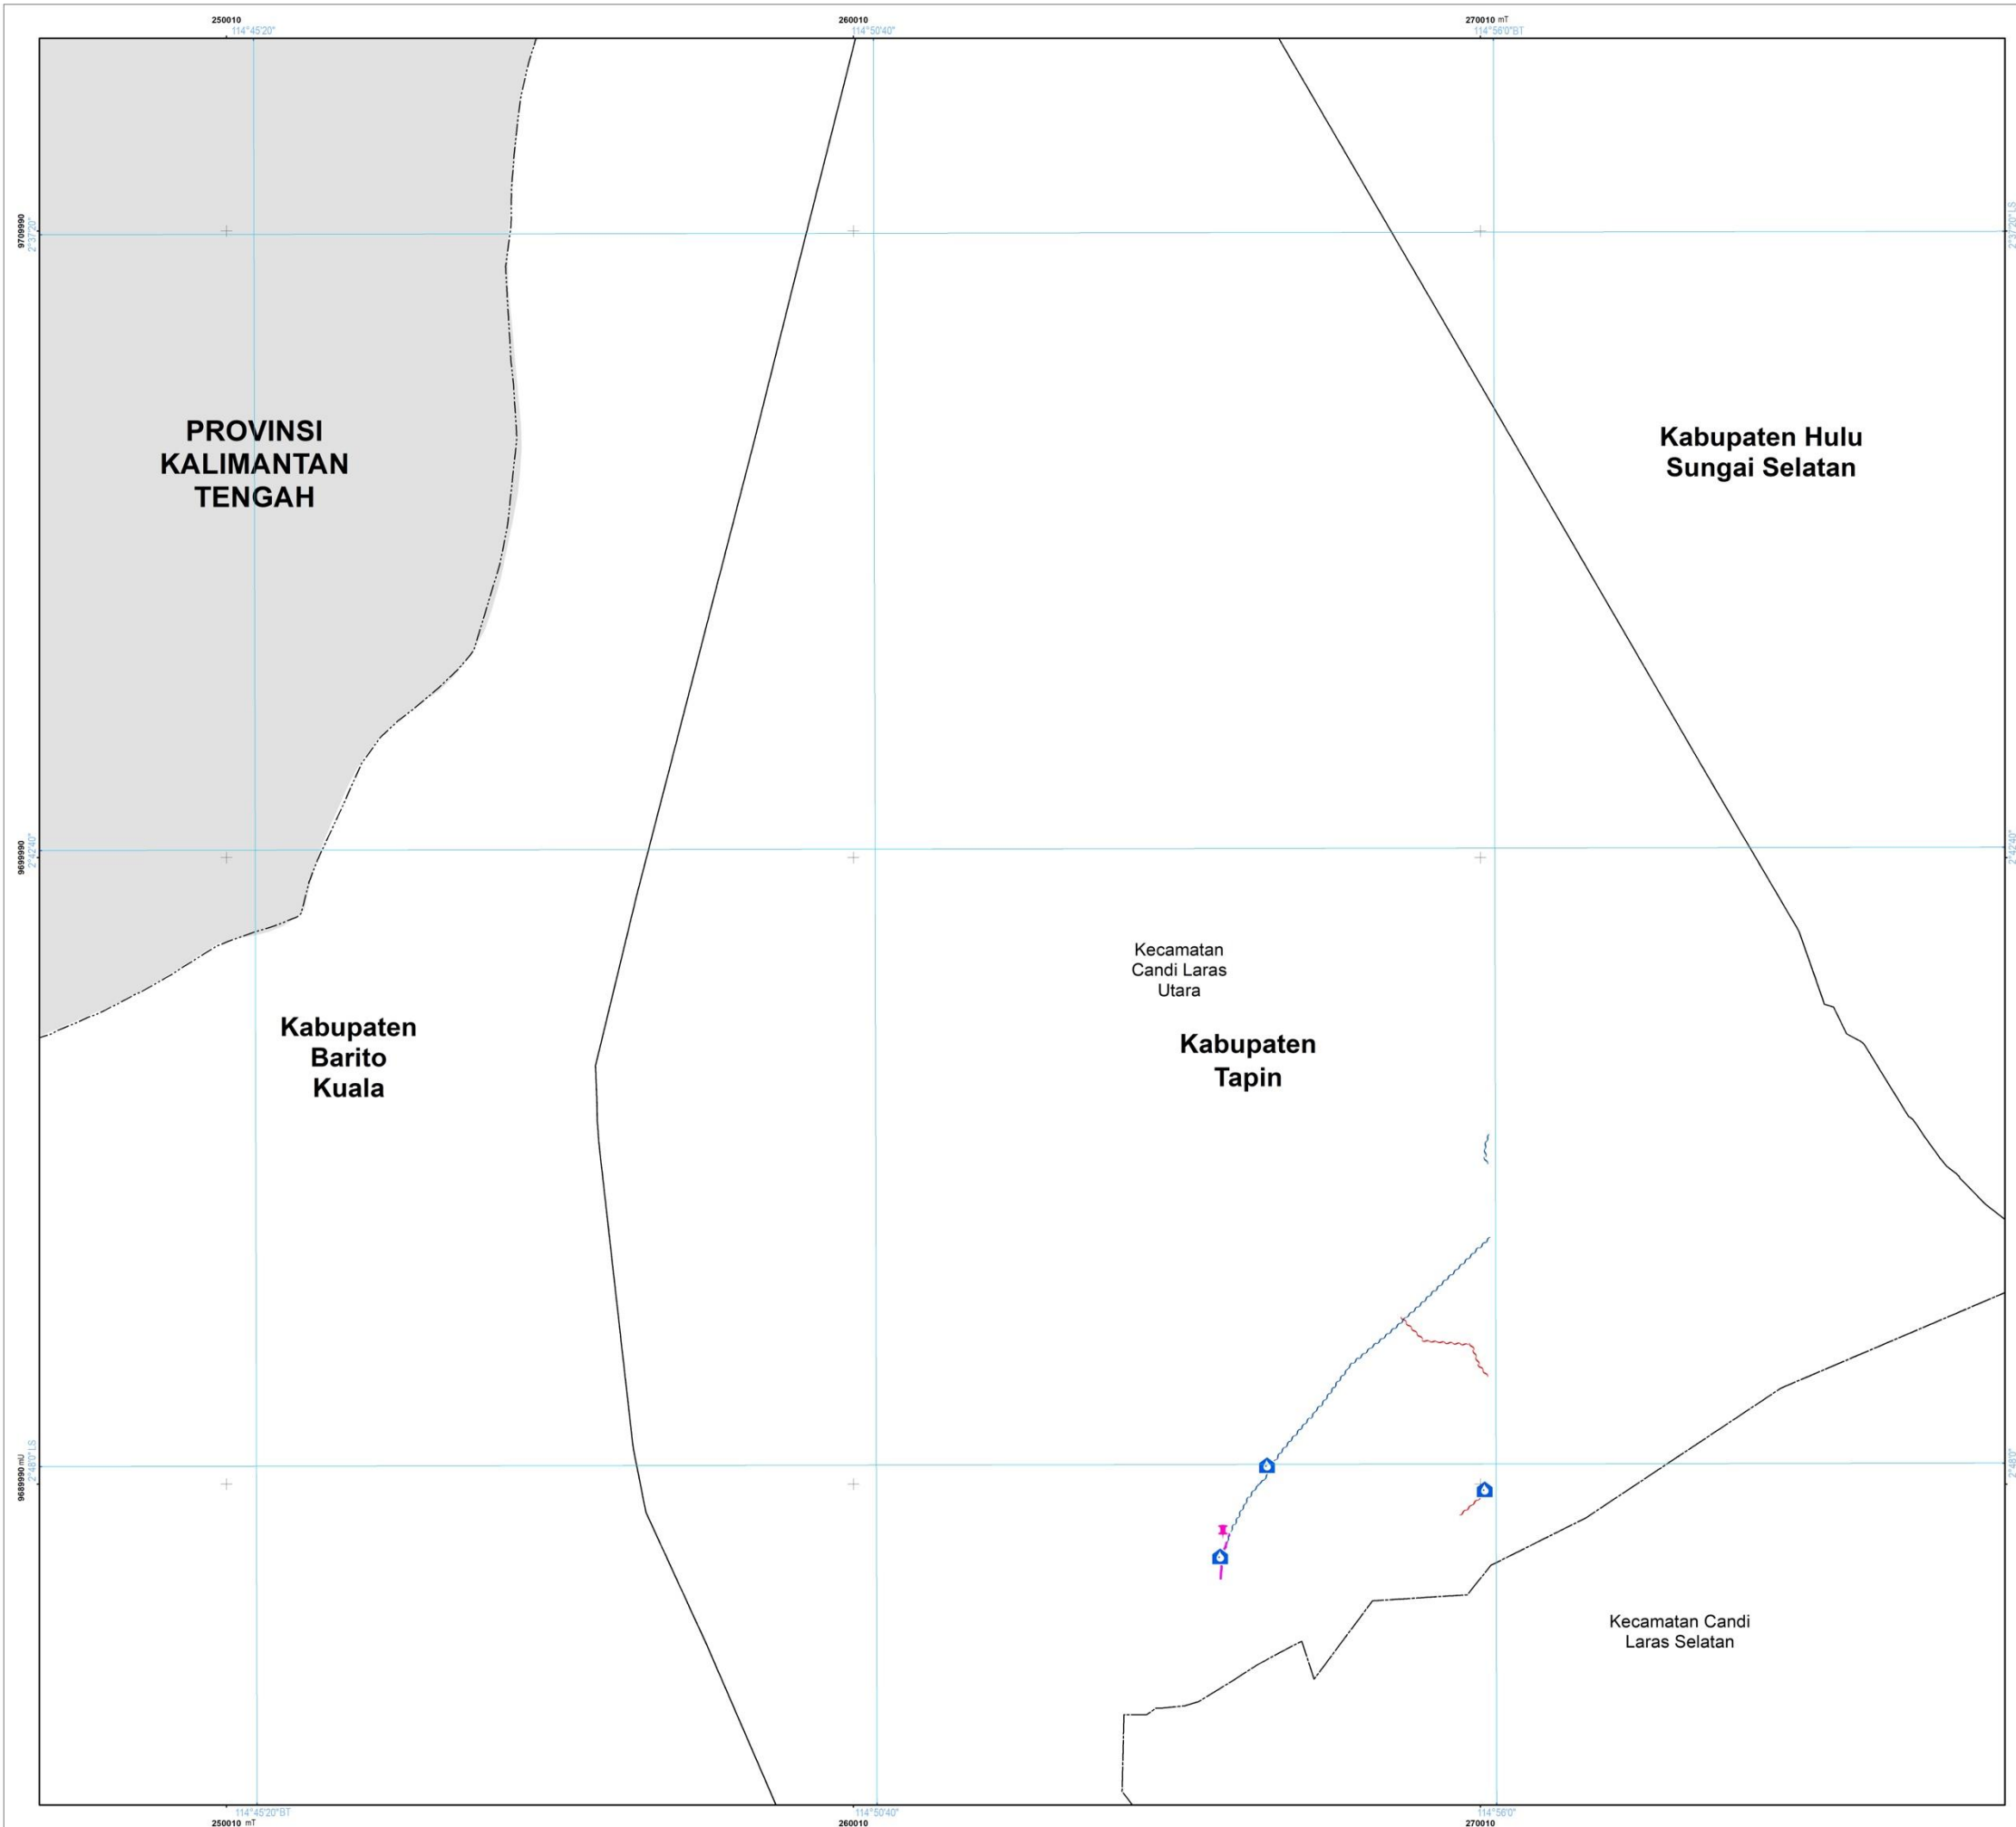 250010
260010
270010 mT
114°45'20"
114°50'40"
114°56'0"BT
9709990
2°37'20"
2°37'20"LS
PROVINSI
KALIMANTAN
TENGAH
Kabupaten Hulu
Sungai Selatan
9699990
2°42'40"
2°42'40"
Kecamatan
Candi Laras
Utara
Kabupaten
Barito
Kuala
Kabupaten
Tapin
9689990 mU
2°48'0"LS
2°48'0"
Kecamatan Candi
Laras Selatan
114°45'20"BT
114°50'40"
114°56'0"
250010 mT
260010
270010